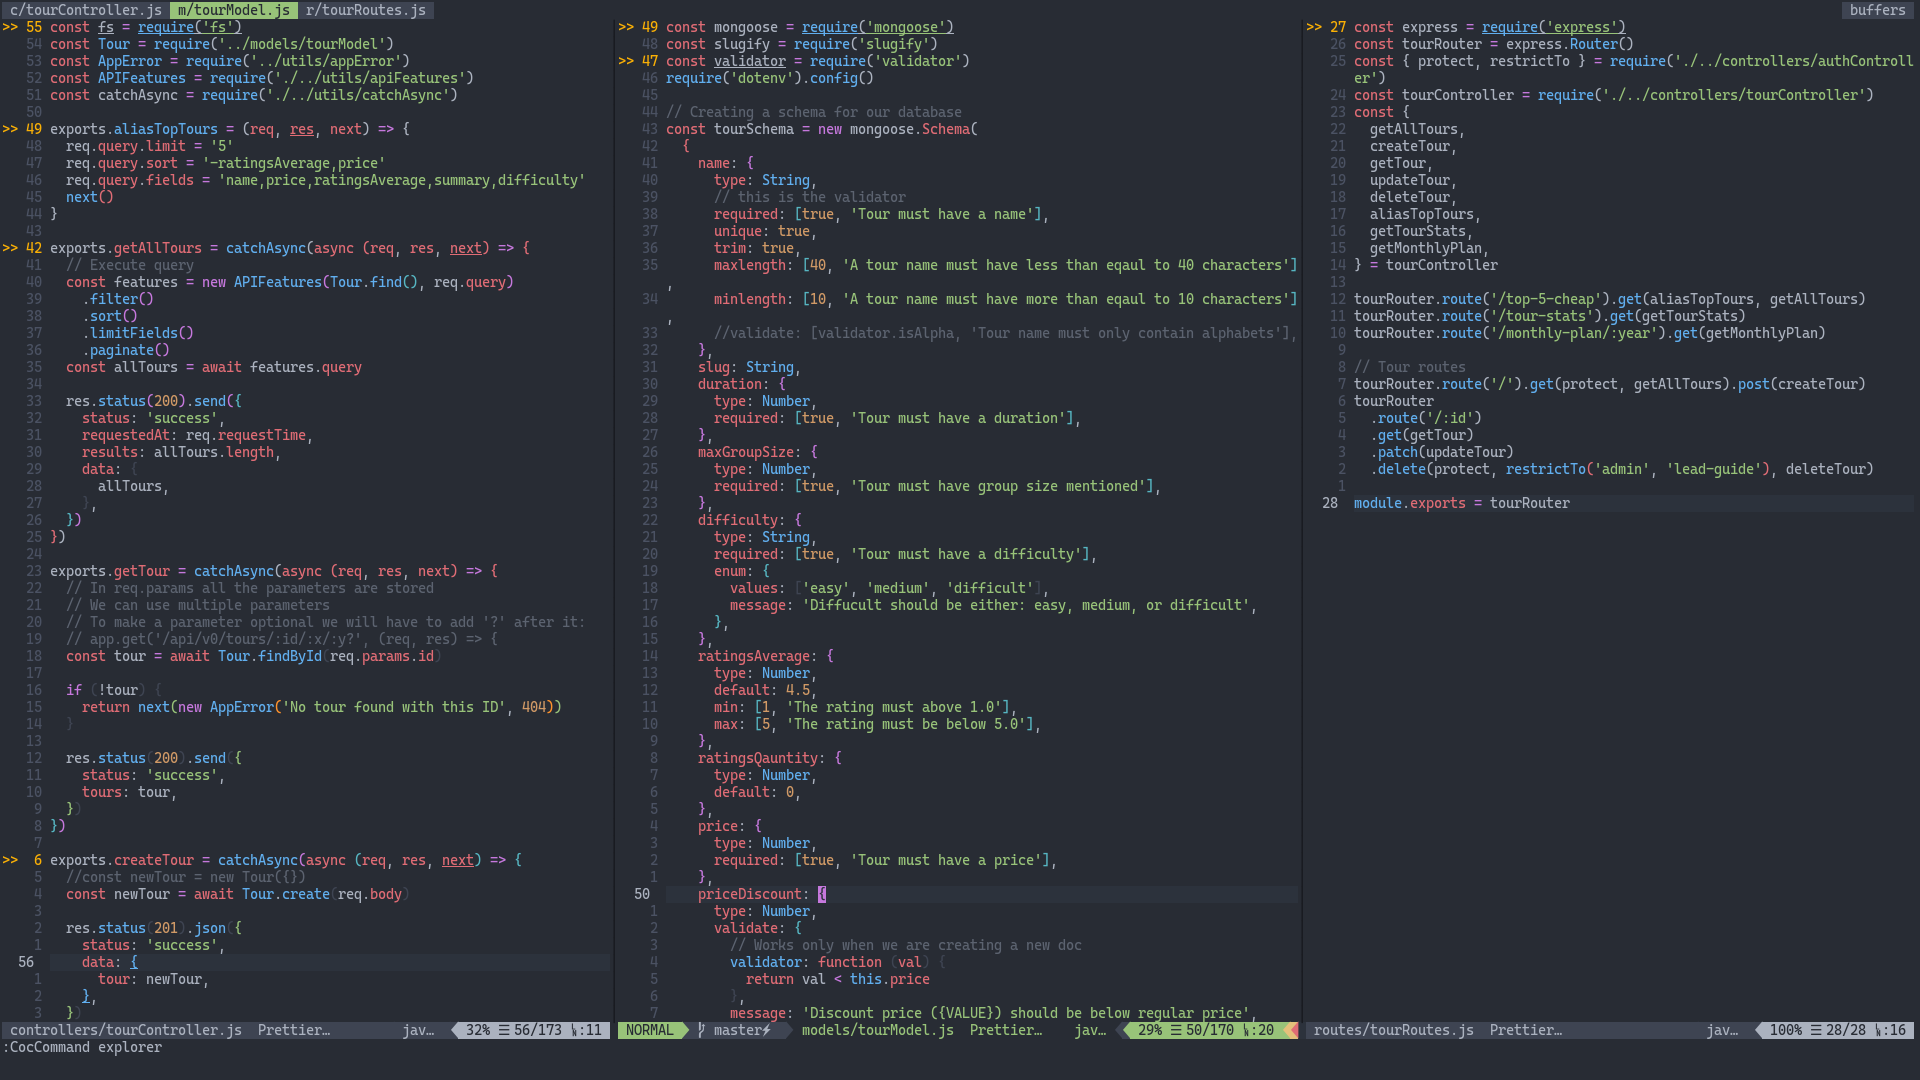 c/tourController.js m/tourModel.js r/tourRoutes.js buffers
>> 55 const fs = require('fs')
54 const Tour = require('../models/tourModel')
53 const AppError = require('../utils/appError')
52 const APIFeatures = require('./../utils/apiFeatures')
51 const catchAsync = require('./../utils/catchAsync')
50
>> 49 exports.aliasTopTours = (req, res, next) => {
48 req.query.limit = '5'
47 req.query.sort = '-ratingsAverage,price'
46 req.query.fields = 'name,price,ratingsAverage,summary,difficulty'
45 next()
44 }
43
>> 42 exports.getAllTours = catchAsync(async (req, res, next) => {
41 // Execute query
40 const features = new APIFeatures(Tour.find(), req.query)
39 .filter()
38 .sort()
37 .limitFields()
36 .paginate()
35 const allTours = await features.query
34
33 res.status(200).send({
32 status: 'success',
31 requestedAt: req.requestTime,
30 results: allTours.length,
29 data: {
28 allTours,
27 },
26 })
25 })
24
23 exports.getTour = catchAsync(async (req, res, next) => {
22 // In req.params all the parameters are stored
21 // We can use multiple parameters
20 // To make a parameter optional we will have to add '?' after it:
19 // app.get('/api/v0/tours/:id/:x/:y?', (req, res) => {
18 const tour = await Tour.findById(req.params.id)
17
16 if (!tour) {
15 return next(new AppError('No tour found with this ID', 404))
14 }
13
12 res.status(200).send({
11 status: 'success',
10 tours: tour,
9 })
8 })
7
>> 6 exports.createTour = catchAsync(async (req, res, next) => {
5 //const newTour = new Tour({})
4 const newTour = await Tour.create(req.body)
3
2 res.status(201).json({
1 status: 'success',
56 data: {
1 tour: newTour,
2 },
3 })
controllers/tourController.js Prettier… jav… 32% ☰ 56/173 :11
>> 49 const mongoose = require('mongoose')
48 const slugify = require('slugify')
>> 47 const validator = require('validator')
46 require('dotenv').config()
45
44 // Creating a schema for our database
43 const tourSchema = new mongoose.Schema(
42 {
41 name: {
40 type: String,
39 // this is the validator
38 required: [true, 'Tour must have a name'],
37 unique: true,
36 trim: true,
35 maxlength: [40, 'A tour name must have less than eqaul to 40 characters']
,
34 minlength: [10, 'A tour name must have more than eqaul to 10 characters']
,
33 //validate: [validator.isAlpha, 'Tour name must only contain alphabets'],
32 },
31 slug: String,
30 duration: {
29 type: Number,
28 required: [true, 'Tour must have a duration'],
27 },
26 maxGroupSize: {
25 type: Number,
24 required: [true, 'Tour must have group size mentioned'],
23 },
22 difficulty: {
21 type: String,
20 required: [true, 'Tour must have a difficulty'],
19 enum: {
18 values: ['easy', 'medium', 'difficult'],
17 message: 'Diffucult should be either: easy, medium, or difficult',
16 },
15 },
14 ratingsAverage: {
13 type: Number,
12 default: 4.5,
11 min: [1, 'The rating must above 1.0'],
10 max: [5, 'The rating must be below 5.0'],
9 },
8 ratingsQauntity: {
7 type: Number,
6 default: 0,
5 },
4 price: {
3 type: Number,
2 required: [true, 'Tour must have a price'],
1 },
50 priceDiscount: {
1 type: Number,
2 validate: {
3 // Works only when we are creating a new doc
4 validator: function (val) {
5 return val < this.price
6 },
7 message: 'Discount price ({VALUE}) should be below regular price',
NORMAL master⚡ models/tourModel.js Prettier… jav… 29% ☰ 50/170 :20
>> 27 const express = require('express')
26 const tourRouter = express.Router()
25 const { protect, restrictTo } = require('./../controllers/authControll
er')
24 const tourController = require('./../controllers/tourController')
23 const {
22 getAllTours,
21 createTour,
20 getTour,
19 updateTour,
18 deleteTour,
17 aliasTopTours,
16 getTourStats,
15 getMonthlyPlan,
14 } = tourController
13
12 tourRouter.route('/top-5-cheap').get(aliasTopTours, getAllTours)
11 tourRouter.route('/tour-stats').get(getTourStats)
10 tourRouter.route('/monthly-plan/:year').get(getMonthlyPlan)
9
8 // Tour routes
7 tourRouter.route('/').get(protect, getAllTours).post(createTour)
6 tourRouter
5 .route('/:id')
4 .get(getTour)
3 .patch(updateTour)
2 .delete(protect, restrictTo('admin', 'lead-guide'), deleteTour)
1
28 module.exports = tourRouter
routes/tourRoutes.js Prettier… jav… 100% ☰ 28/28 :16
:CocCommand explorer